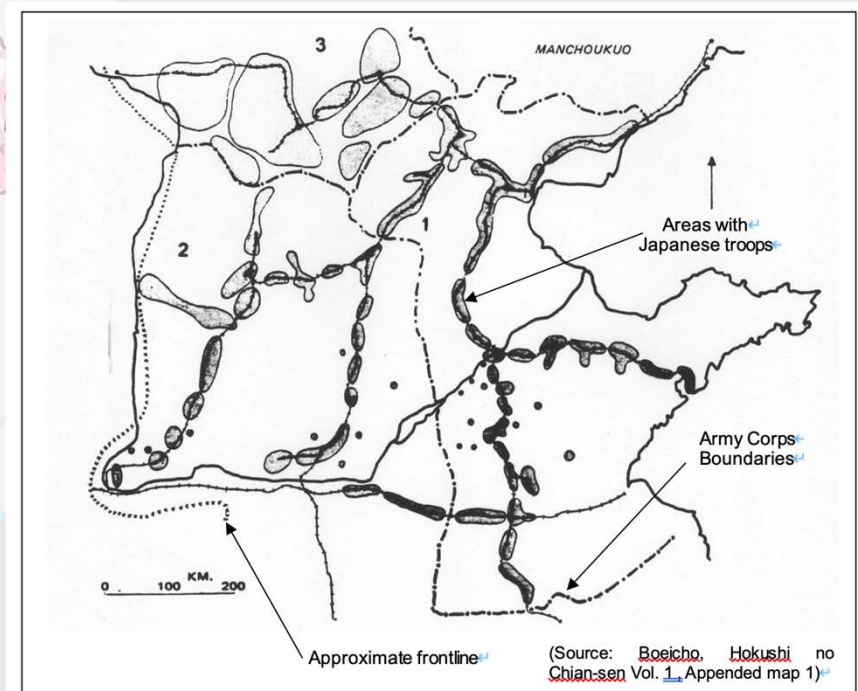 3
MANCHOUKUO
1
Areas with
Japanese troops
2
Army Corps
Boundaries
KM.
0 100 200
Approximate frontline
(Source: Boeicho, Hokushi no
Chian-sen Vol. 1, Appended map 1)